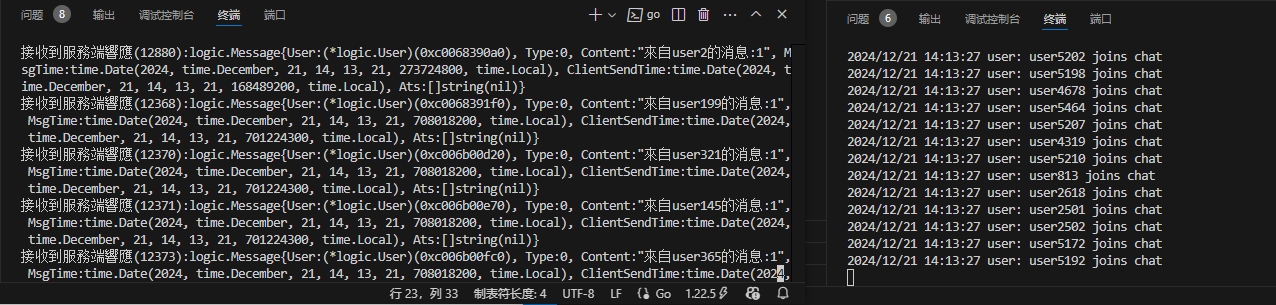 问题 8 输出 调试控制台 终端 端口 go
接收到服務端響應(12880):logic.Message{User:(*logic.User)(0xc0068390a0), Type:0, Content:"來自user2的消息:1", M
sgTime:time.Date(2024, time.December, 21, 14, 13, 21, 273724800, time.Local), ClientSendTime:time.Date(2024, t
ime.December, 21, 14, 13, 21, 168489200, time.Local), Ats:[]string(nil)}
接收到服務端響應(12368):logic.Message{User:(*logic.User)(0xc0068391f0), Type:0, Content:"來自user199的消息:1",
MsgTime:time.Date(2024, time.December, 21, 14, 13, 21, 708018200, time.Local), ClientSendTime:time.Date(2024,
time.December, 21, 14, 13, 21, 701224300, time.Local), Ats:[]string(nil)}
接收到服務端響應(12370):logic.Message{User:(*logic.User)(0xc006b00d20), Type:0, Content:"來自user321的消息:1",
MsgTime:time.Date(2024, time.December, 21, 14, 13, 21, 708018200, time.Local), ClientSendTime:time.Date(2024,
time.December, 21, 14, 13, 21, 701224300, time.Local), Ats:[]string(nil)}
接收到服務端響應(12371):logic.Message{User:(*logic.User)(0xc006b00e70), Type:0, Content:"來自user145的消息:1",
MsgTime:time.Date(2024, time.December, 21, 14, 13, 21, 708018200, time.Local), ClientSendTime:time.Date(2024,
time.December, 21, 14, 13, 21, 701224300, time.Local), Ats:[]string(nil)}
接收到服務端響應(12373):logic.Message{User:(*logic.User)(0xc006b00fc0), Type:0, Content:"來自user365的消息:1",
MsgTime:time.Date(2024, time.December, 21, 14, 13, 21, 708018200, time.Local), ClientSendTime:time.Date(2024,
行 23，列 33 制表符长度: 4 UTF-8 LF Go 1.22.5
问题 6 输出 调试控制台 终端 端口
2024/12/21 14:13:27 user: user5202 joins chat
2024/12/21 14:13:27 user: user5198 joins chat
2024/12/21 14:13:27 user: user4678 joins chat
2024/12/21 14:13:27 user: user5464 joins chat
2024/12/21 14:13:27 user: user5207 joins chat
2024/12/21 14:13:27 user: user4319 joins chat
2024/12/21 14:13:27 user: user5210 joins chat
2024/12/21 14:13:27 user: user813 joins chat
2024/12/21 14:13:27 user: user2618 joins chat
2024/12/21 14:13:27 user: user2501 joins chat
2024/12/21 14:13:27 user: user2502 joins chat
2024/12/21 14:13:27 user: user5172 joins chat
2024/12/21 14:13:27 user: user5192 joins chat